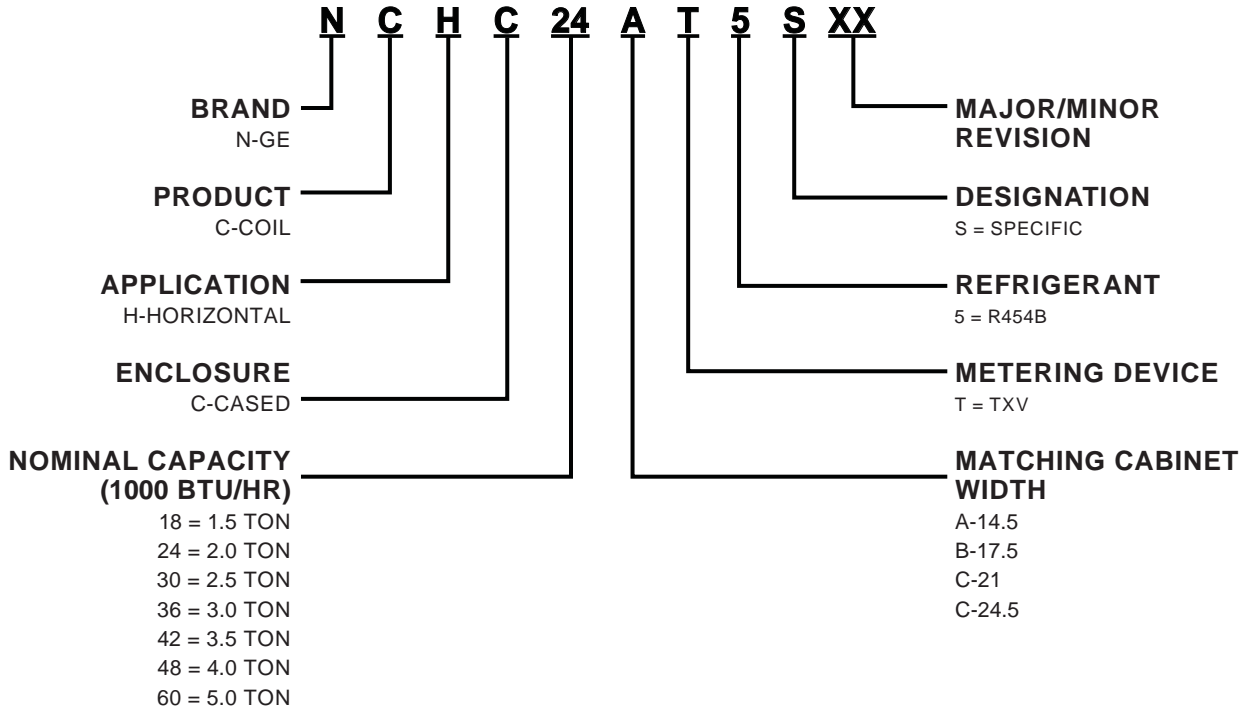 N C H C 24 A T 5 S XX
BRAND
N-GE
PRODUCT
C-COIL
APPLICATION
H-HORIZONTAL
ENCLOSURE
C-CASED
NOMINAL CAPACITY
(1000 BTU/HR)
18 = 1.5 TON
24 = 2.0 TON
30 = 2.5 TON
36 = 3.0 TON
42 = 3.5 TON
48 = 4.0 TON
60 = 5.0 TON
MAJOR/MINOR
REVISION
DESIGNATION
S = SPECIFIC
REFRIGERANT
5 = R454B
METERING DEVICE
T = TXV
MATCHING CABINET
WIDTH
A-14.5
B-17.5
C-21
C-24.5